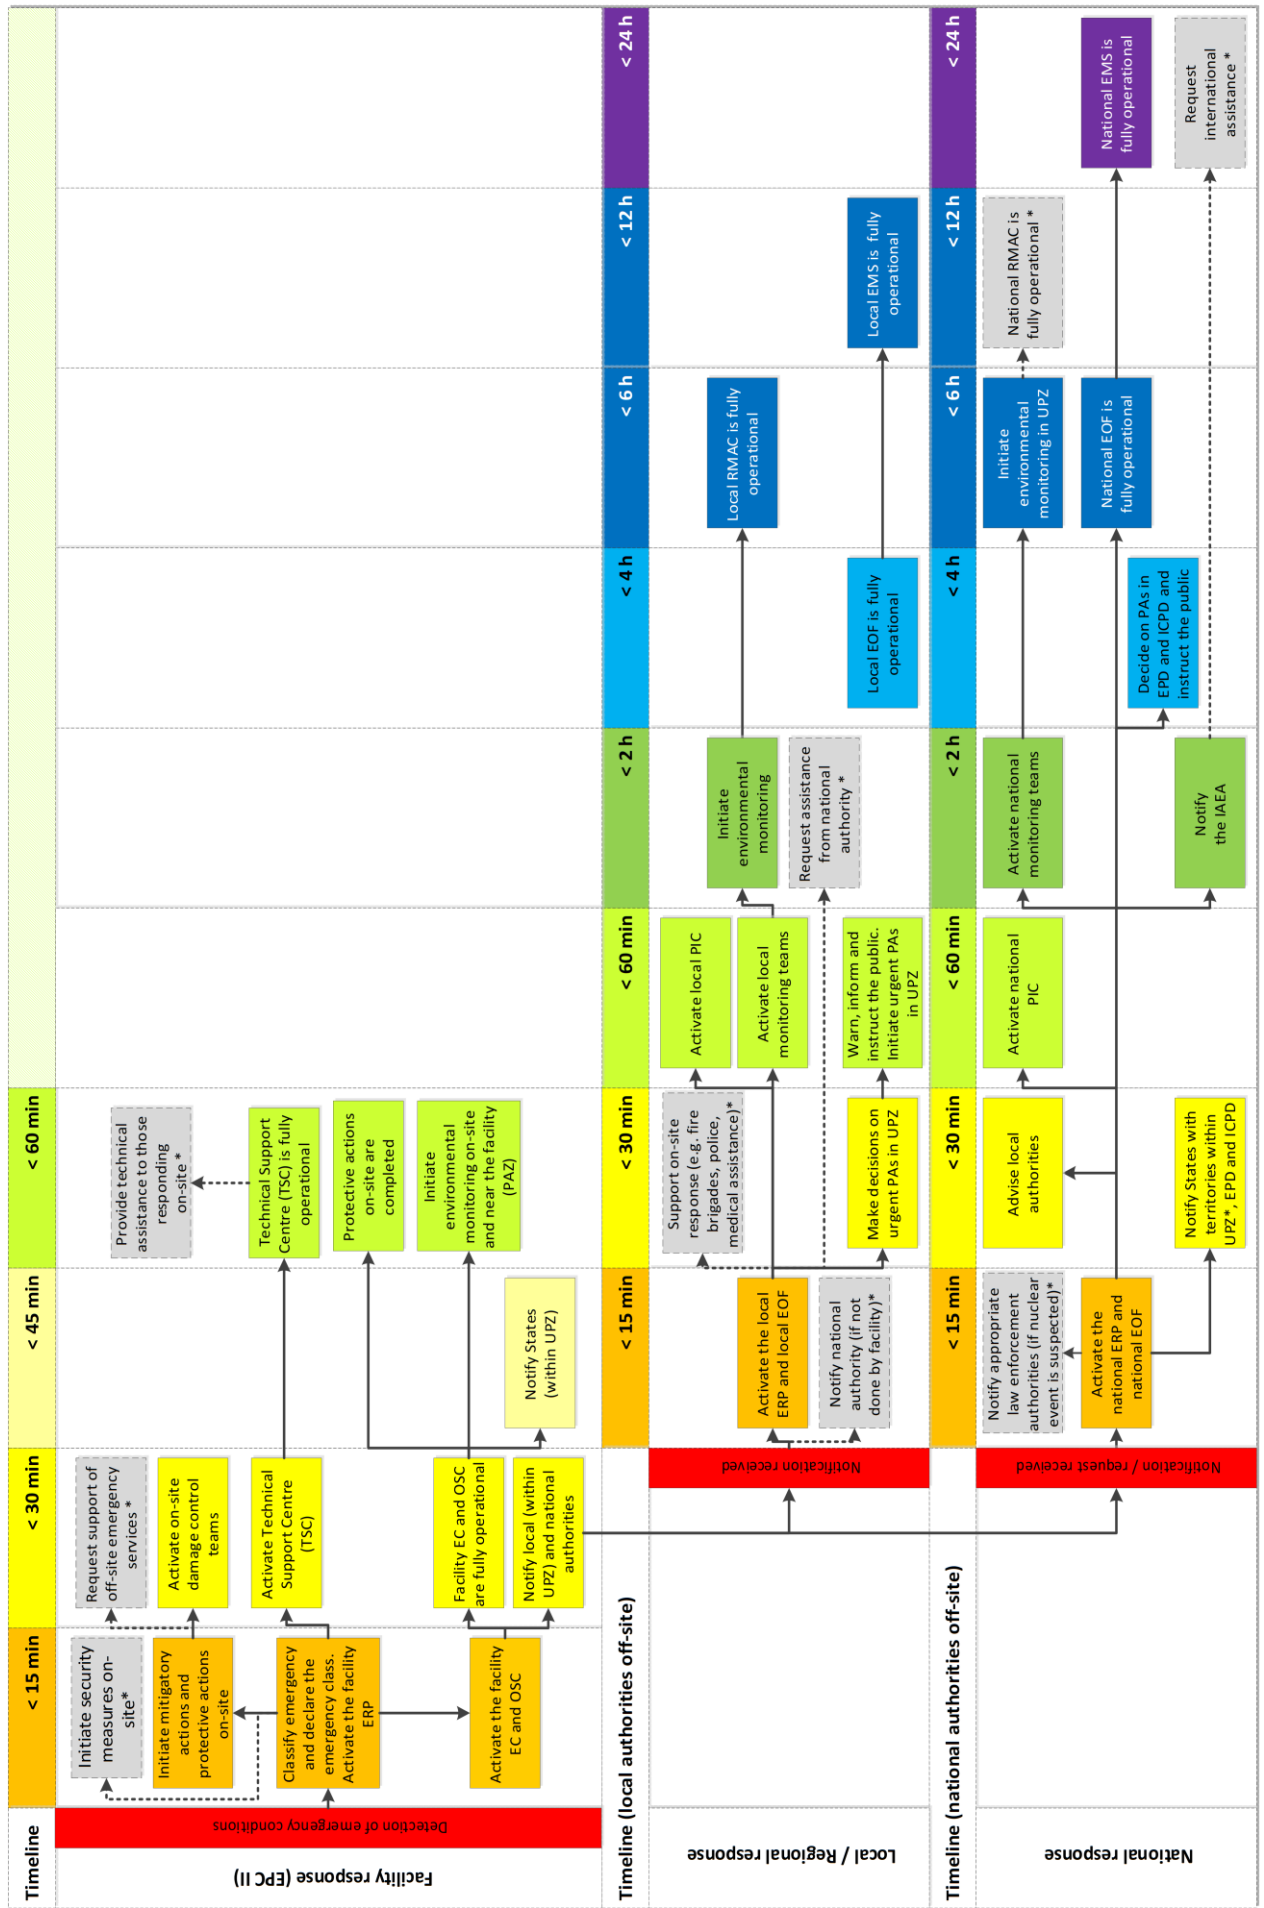 Timeline
< 15 min
< 30 min
< 45 min
< 60 min
Facility response (EPC II)
Detection of emergency conditions
Initiate security
measures on-
site*
Initiate mitigatory
actions and
protective actions
on-site
Classify emergency
and declare the
emergency class.
Activate the facility
ERP
Activate the facility
EC and OSC
Request support of
off-site emergency
services *
Activate on-site
damage control
teams
Activate Technical
Support Centre
(TSC)
Facility EC and OSC
are fully operational
Notify local (within
UPZ) and national
authorities
Notify States
(within UPZ)
Provide technical
assistance to those
responding
on-site *
Technical Support
Centre (TSC) is fully
operational
Protective actions
on-site are
completed
Initiate
environmental
monitoring on-site
and near the facility
(PAZ)
Timeline (local authorities off-site)
< 15 min
< 30 min
< 60 min
< 2 h
< 4 h
< 6 h
< 12 h
< 24 h
Local / Regional response
Notification received
Activate the local
ERP and local EOF
Notify national
authority (if not
done by facility)*
Support on-site
response (e.g. fire
brigades, police,
medical assistance)*
Make decisions on
urgent PAs in UPZ
Activate local PIC
Activate local
monitoring teams
Warn, inform and
instruct the public.
Initiate urgent PAs
in UPZ
Initiate
environmental
monitoring
Request assistance
from national
authority *
Local EOF is fully
operational
Local RMAC is fully
operational
Local EMS is fully
operational
Timeline (national authorities off-site)
< 15 min
< 30 min
< 60 min
< 2 h
< 4 h
< 6 h
< 12 h
< 24 h
National response
Notification / request received
Notify appropriate
law enforcement
authorities (if nuclear
event is suspected)*
Activate the
national ERP and
national EOF
Advise local
authorities
Notify States with
territories within
UPZ*, EPD and ICPD
Activate national
PIC
Activate national
monitoring teams
Notify
the IAEA
Decide on PAs in
EPD and ICPD and
instruct the public
Initiate
environmental
monitoring in UPZ
National EOF is
fully operational
National RMAC is
fully operational *
National EMS is
fully operational
Request
international
assistance *